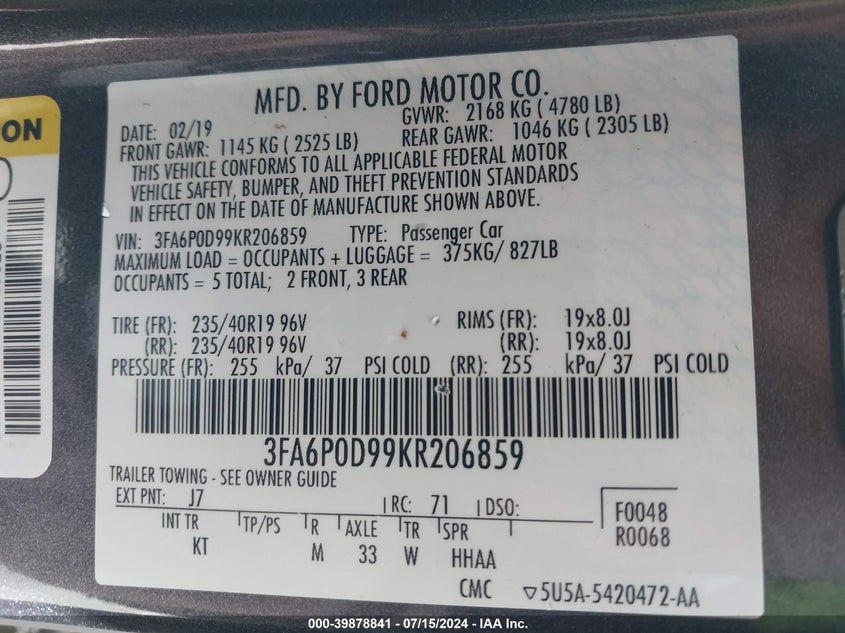 ON
MFD. BY FORD MOTOR CO.
DATE: 02/19 GVWR: 2168 KG ( 4780 LB)
FRONT GAWR: 1145 KG ( 2525 LB) REAR GAWR: 1046 KG ( 2305 LB)
THIS VEHICLE CONFORMS TO ALL APPLICABLE FEDERAL MOTOR
VEHICLE SAFETY, BUMPER, AND THEFT PREVENTION STANDARDS
IN EFFECT ON THE DATE OF MANUFACTURE SHOWN ABOVE.
VIN: 3FA6P0D99KR206859 TYPE: Passenger Car
MAXIMUM LOAD = OCCUPANTS + LUGGAGE = 375KG/ 827LB
OCCUPANTS = 5 TOTAL; 2 FRONT, 3 REAR
TIRE (FR): 235/40R19 96V RIMS (FR): 19x8.0J
(RR): 235/40R19 96V (RR): 19x8.0J
PRESSURE (FR): 255 kPa/ 37 PSI COLD (RR): 255 kPa/ 37 PSI COLD
3FA6P0D99KR206859
TRAILER TOWING - SEE OWNER GUIDE
EXT PNT: J7 RC: 71 DSO: F0048
INT TR TP/PS R AXLE TR SPR R0068
KT M 33 W HHAA
CMC ▽5U5A-5420472-AA
000-39878841 - 07/15/2024 - IAA Inc.